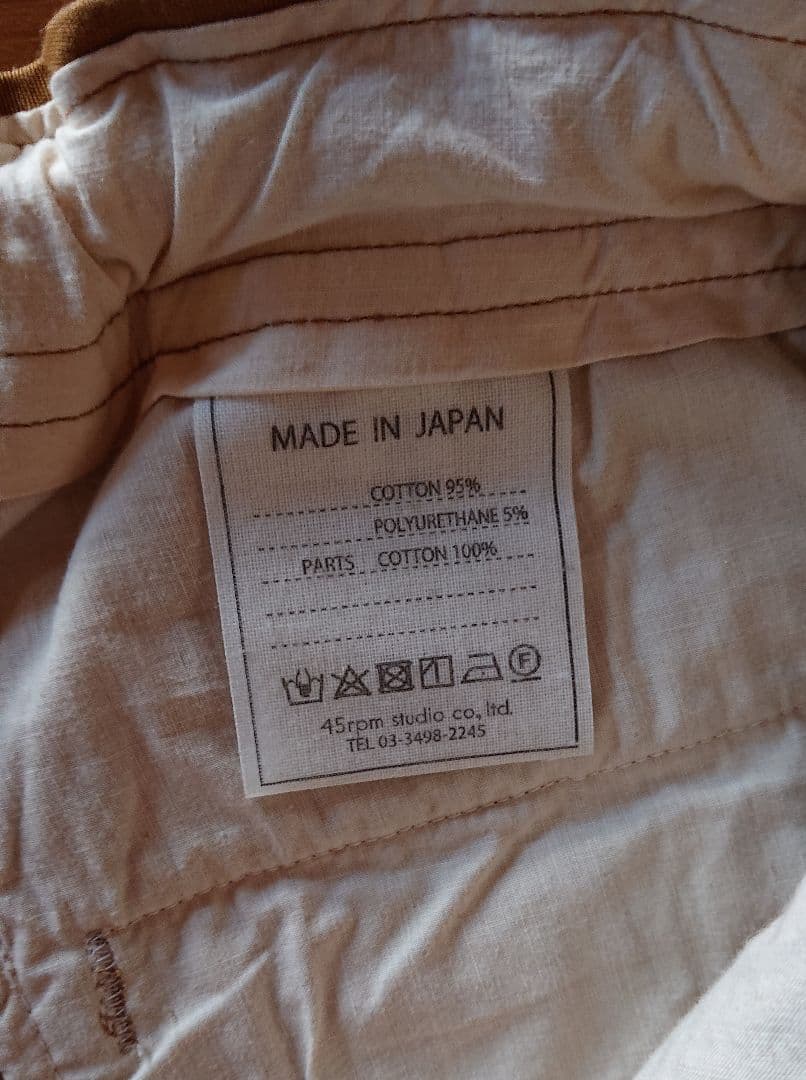 MADE IN JAPAN
COTTON 95%
POLYURETHANE 5%
PARTS COTTON 100%
F
45rpm studio co., ltd.
TEL 03-3498-2245